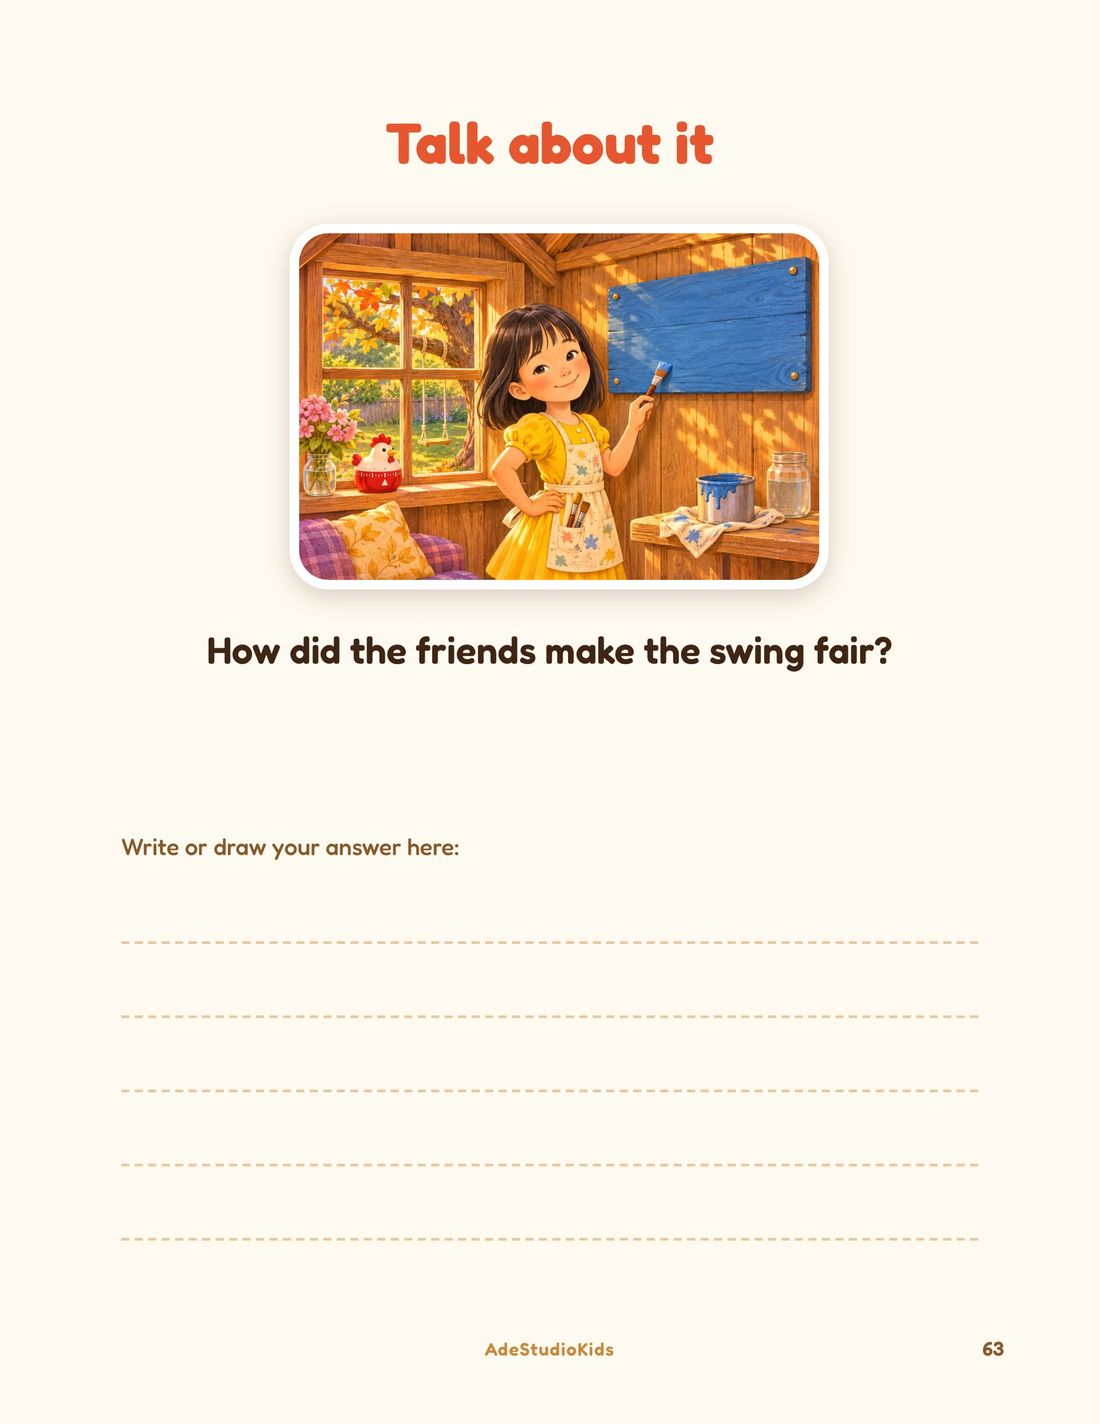 Talk about it
How did the friends make the swing fair?
Write or draw your answer here:
AdeStudioKids
63